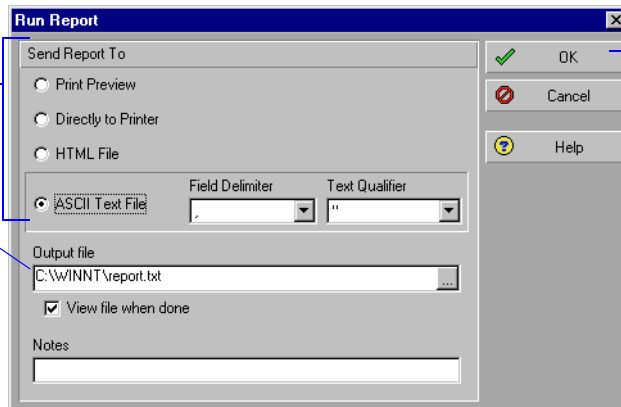 Run Report
Send Report To
OK
Print Preview
Cancel
Directly to Printer
HTML File
Help
Field Delimiter
Text Qualifier
ASCII Text File
,
"
Output file
C:\WINNT\report.txt
...
View file when done
Notes